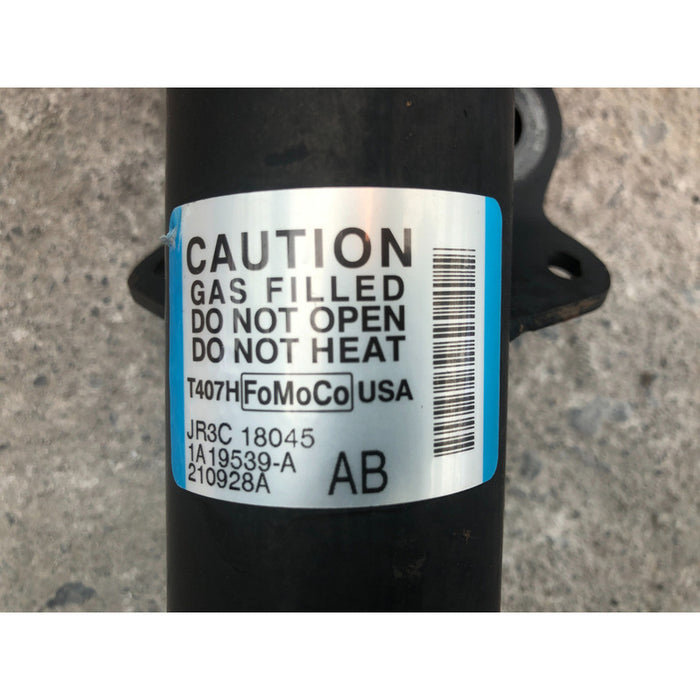 CAUTION
GAS FILLED
DO NOT OPEN
DO NOT HEAT
T407H FoMoCo USA
JR3C 18045
1A19539-A
210928A
AB